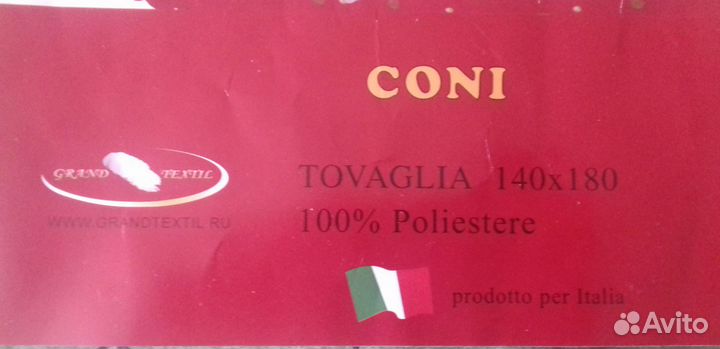 CONI
GRAND TEXTIL
WWW.GRANDTEXTIL.RU
TOVAGLIA 140x180
100% Poliestere
prodotto per Italia
Avito